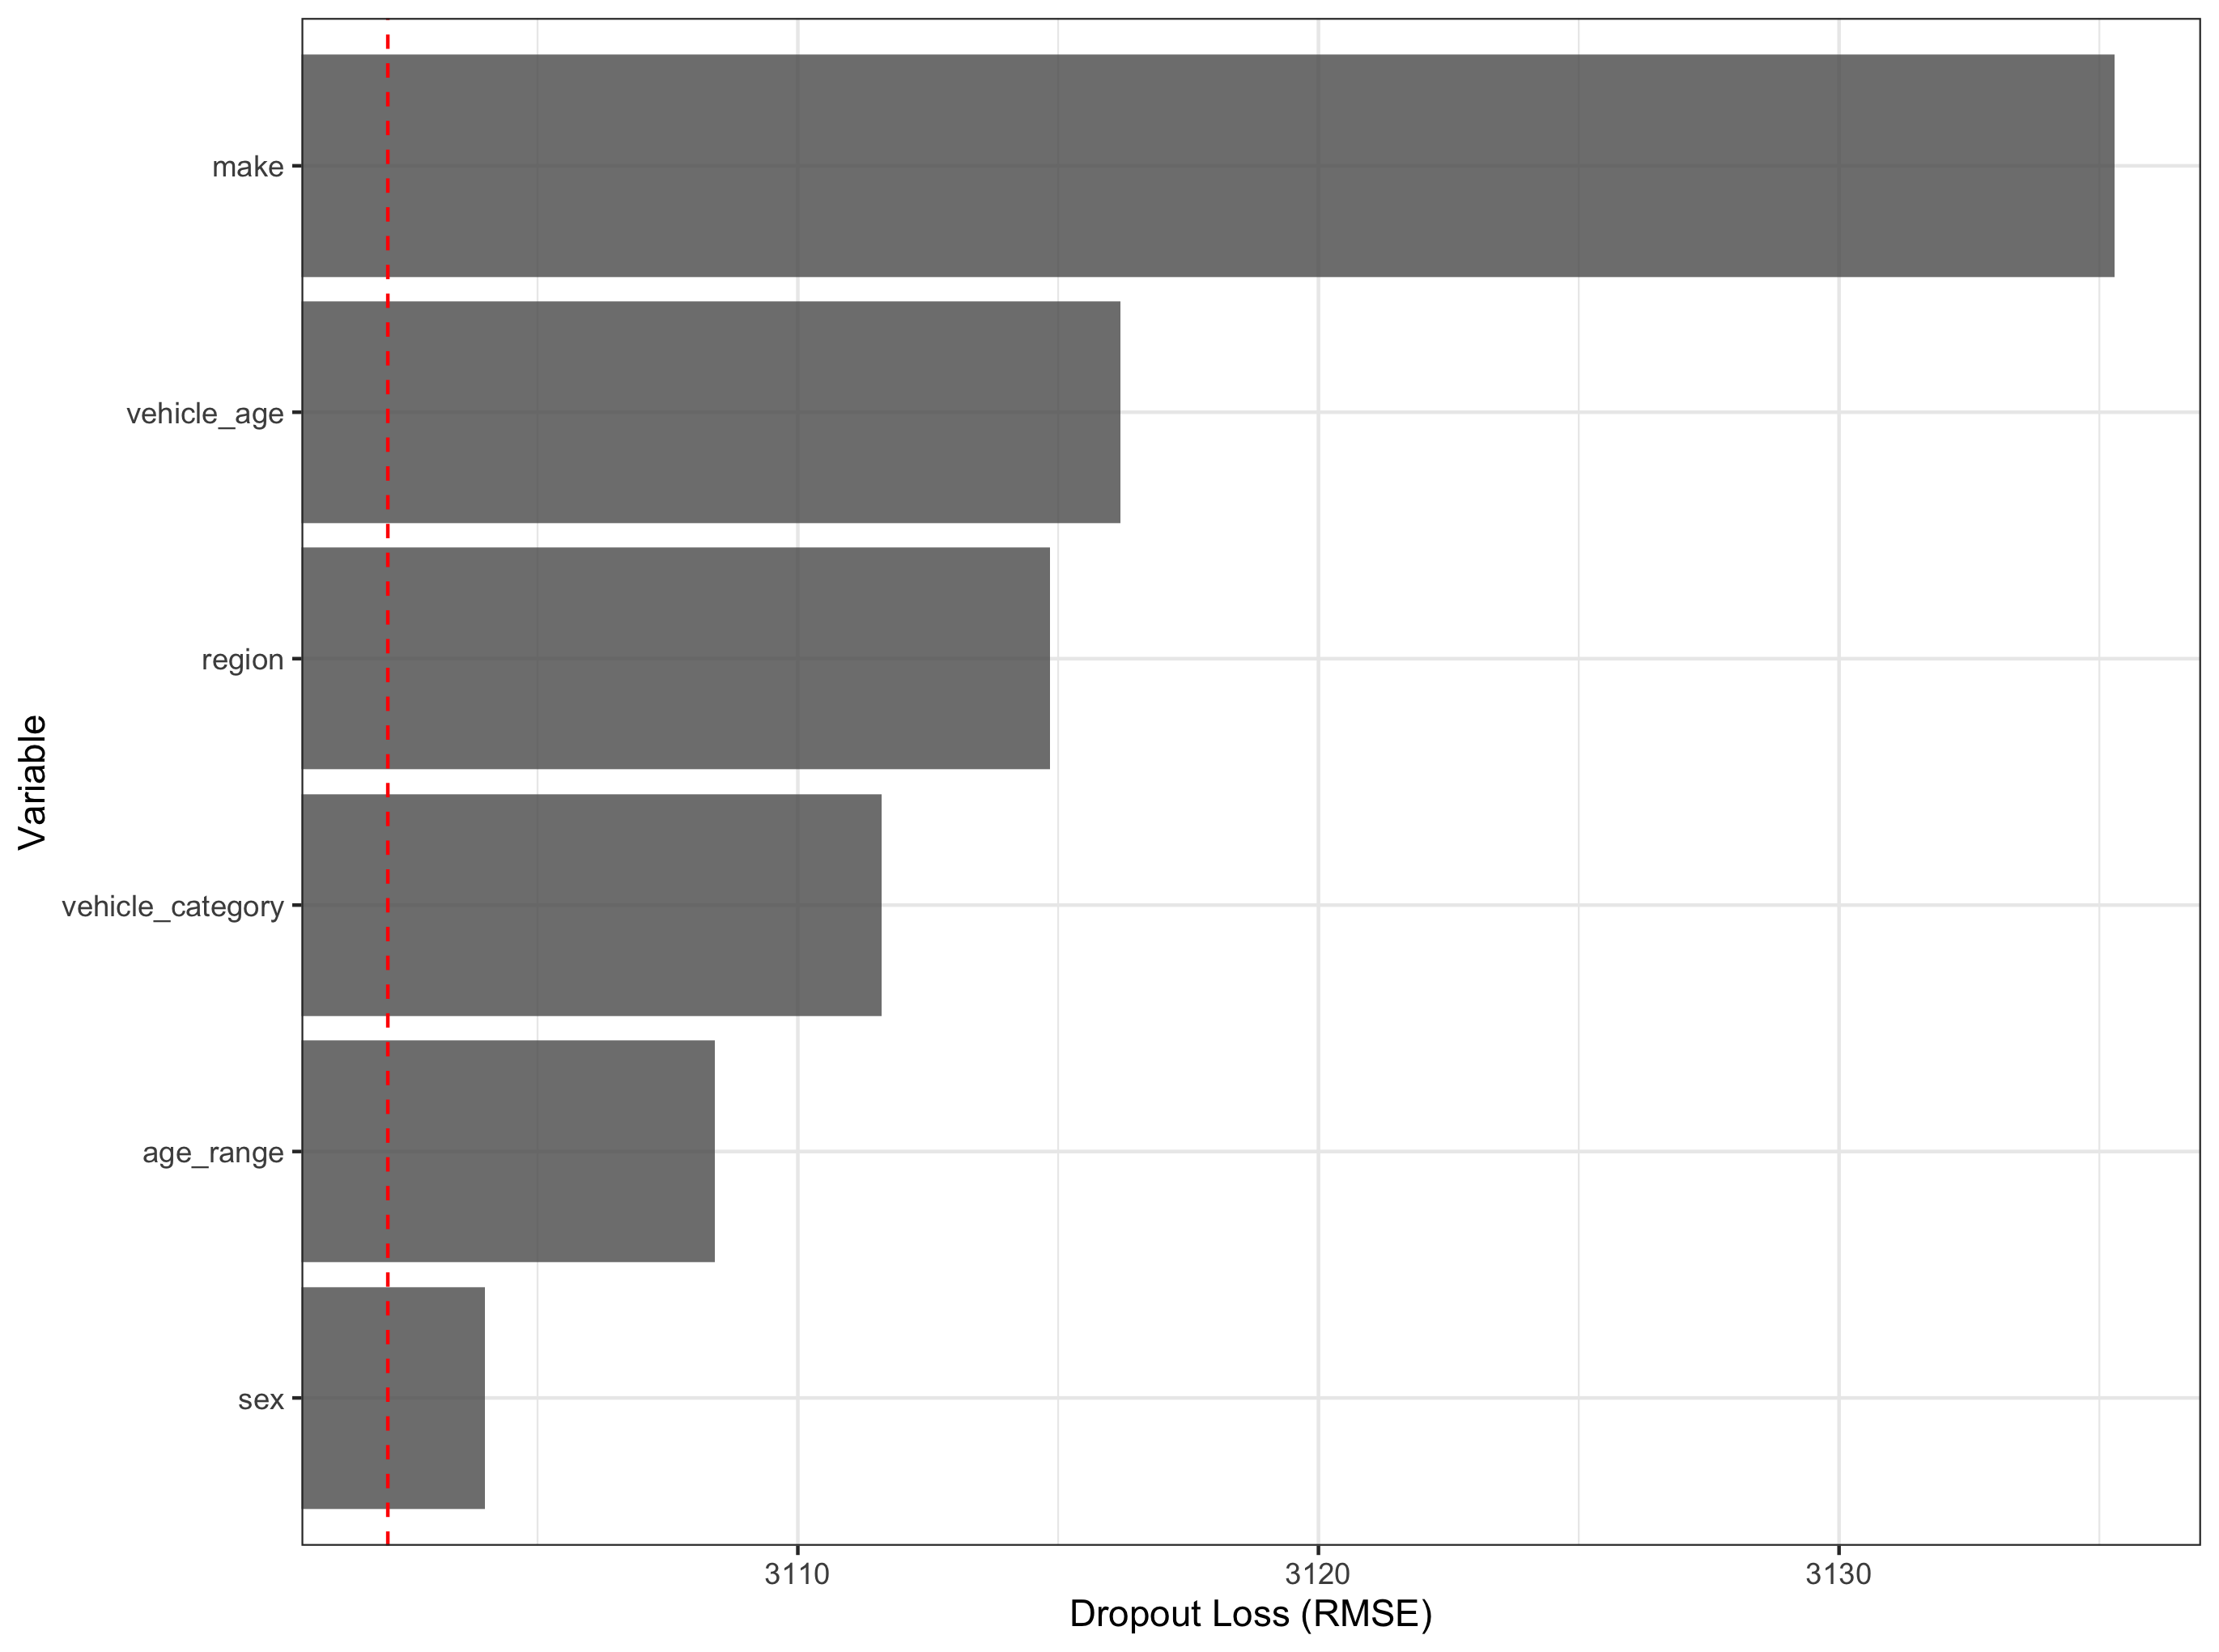 make
vehicle_age
region
vehicle_category
age_range
sex
Variable
3110 3120 3130
Dropout Loss (RMSE)